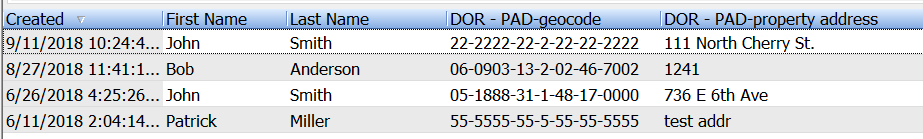 Created First Name Last Name DOR - PAD-geocode DOR - PAD-property address
9/11/2018 10:24:4... John Smith 22-2222-22-2-22-22-2222 111 North Cherry St.
8/27/2018 11:41:1... Bob Anderson 06-0903-13-2-02-46-7002 1241
6/26/2018 4:25:26... John Smith 05-1888-31-1-48-17-0000 736 E 6th Ave
6/11/2018 2:04:14... Patrick Miller 55-5555-55-5-55-55-5555 test addr